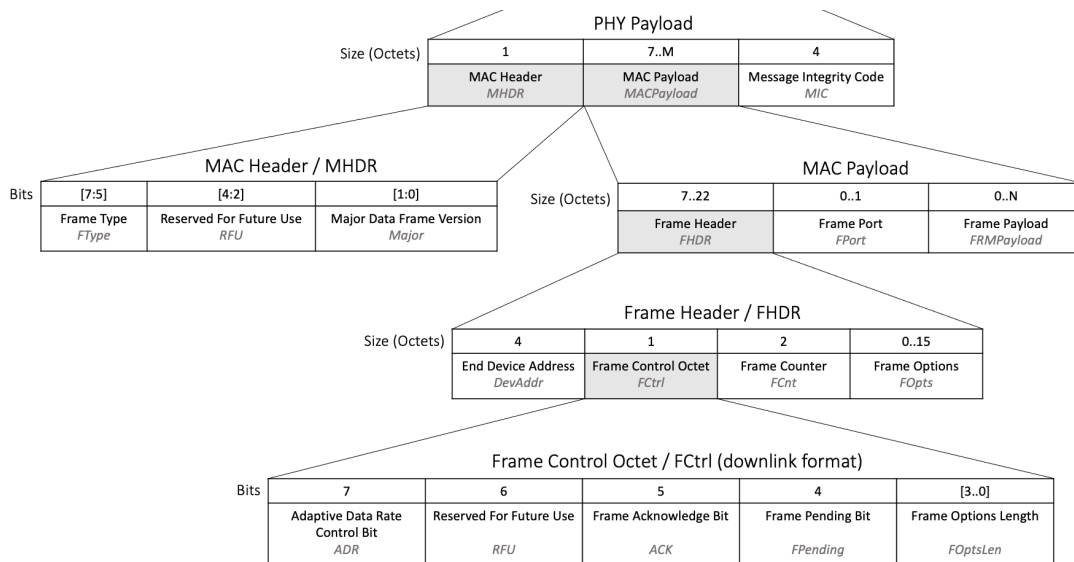 PHY Payload
Size (Octets) 1 7..M 4
MAC Header MAC Payload Message Integrity Code
MHDR MACPayload MIC
MAC Header / MHDR
Bits [7:5] [4:2] [1:0]
Frame Type Reserved For Future Use Major Data Frame Version
FType RFU Major
MAC Payload
Size (Octets) 7..22 0..1 0..N
Frame Header Frame Port Frame Payload
FHDR FPort FRMPayload
Frame Header / FHDR
Size (Octets) 4 1 2 0..15
End Device Address Frame Control Octet Frame Counter Frame Options
DevAddr FCtrl FCnt FOpts
Frame Control Octet / FCtrl (downlink format)
Bits 7 6 5 4 [3..0]
Adaptive Data Rate Reserved For Future Use Frame Acknowledge Bit Frame Pending Bit Frame Options Length
Control Bit
ADR RFU ACK FPending FOptsLen